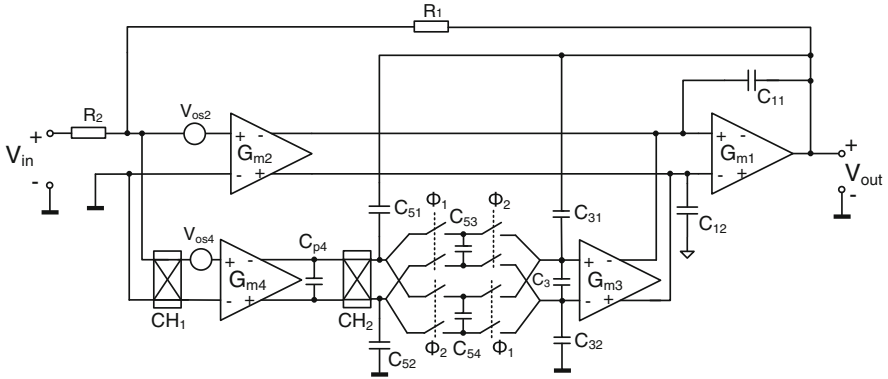 R1
C11
R2
Vos2
+ -
Gm2
- +
+
Vin
-
+
Gm1
-
+
Vout
-
C51
Φ1
C53
Φ2
C31
C12
Vos4
Cp4
+ -
Gm4
- +
CH1
CH2
C3
+ -
Gm3
- +
C52
Φ2
C54
Φ1
C32